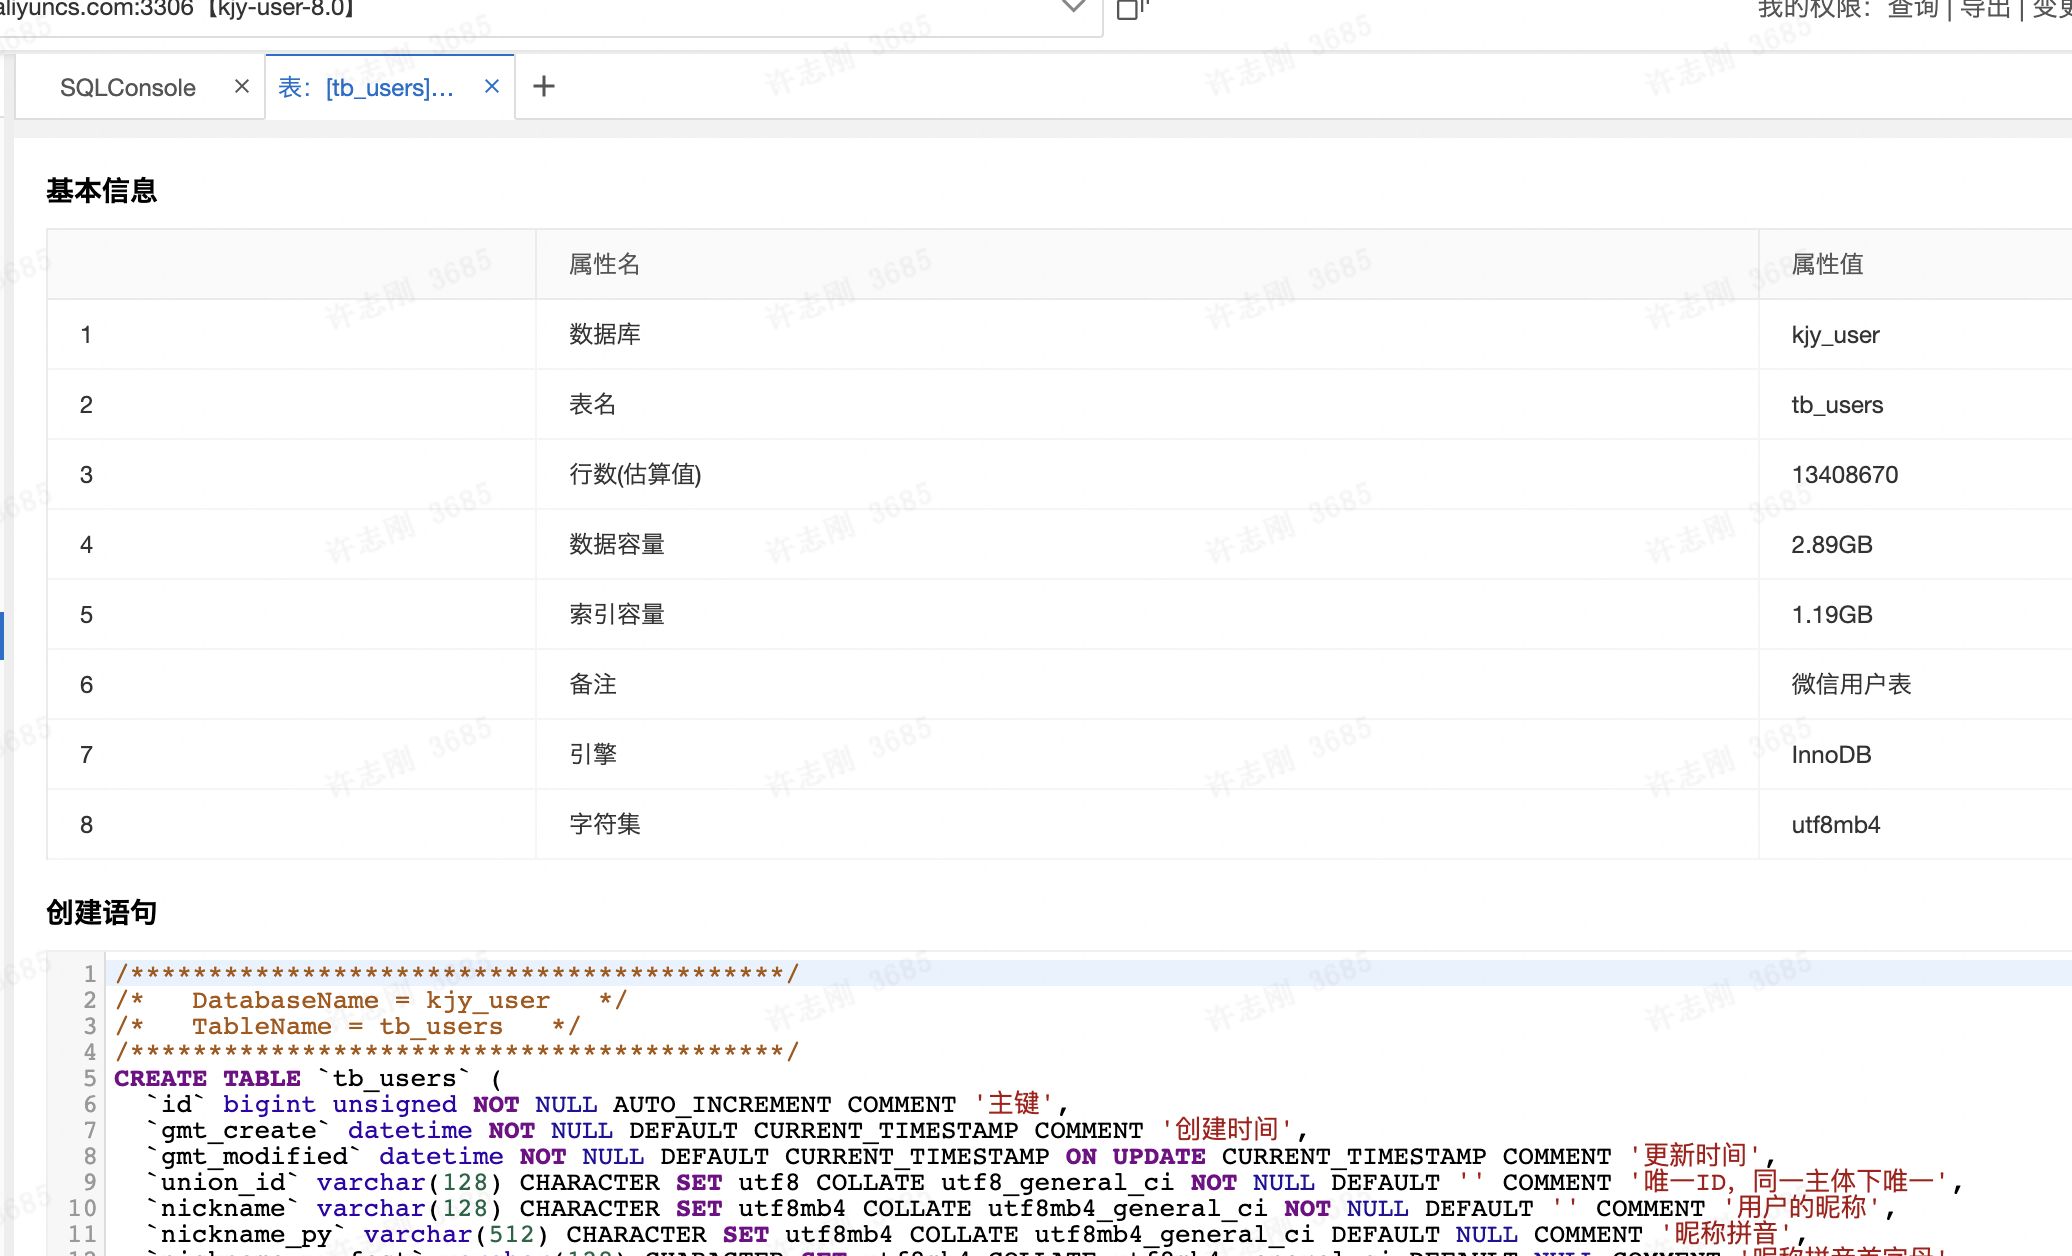 aliyuncs.com:3306【kjy-user-8.0】
我的权限：查询 | 导出 | 变更
SQLConsole
表：[tb_users]...
基本信息
属性名 属性值
1 数据库 kjy_user
2 表名 tb_users
3 行数(估算值) 13408670
4 数据容量 2.89GB
5 索引容量 1.19GB
6 备注 微信用户表
7 引擎 InnoDB
8 字符集 utf8mb4
创建语句
1 /******************************************/
2 /*   DatabaseName = kjy_user   */
3 /*   TableName = tb_users   */
4 /******************************************/
5 CREATE TABLE `tb_users` (
6   `id` bigint unsigned NOT NULL AUTO_INCREMENT COMMENT '主键',
7   `gmt_create` datetime NOT NULL DEFAULT CURRENT_TIMESTAMP COMMENT '创建时间',
8   `gmt_modified` datetime NOT NULL DEFAULT CURRENT_TIMESTAMP ON UPDATE CURRENT_TIMESTAMP COMMENT '更新时间',
9   `union_id` varchar(128) CHARACTER SET utf8 COLLATE utf8_general_ci NOT NULL DEFAULT '' COMMENT '唯一ID，同一主体下唯一',
10   `nickname` varchar(128) CHARACTER SET utf8mb4 COLLATE utf8mb4_general_ci NOT NULL DEFAULT '' COMMENT '用户的昵称',
11   `nickname_py` varchar(512) CHARACTER SET utf8mb4 COLLATE utf8mb4_general_ci DEFAULT NULL COMMENT '昵称拼音',
许志刚 3685